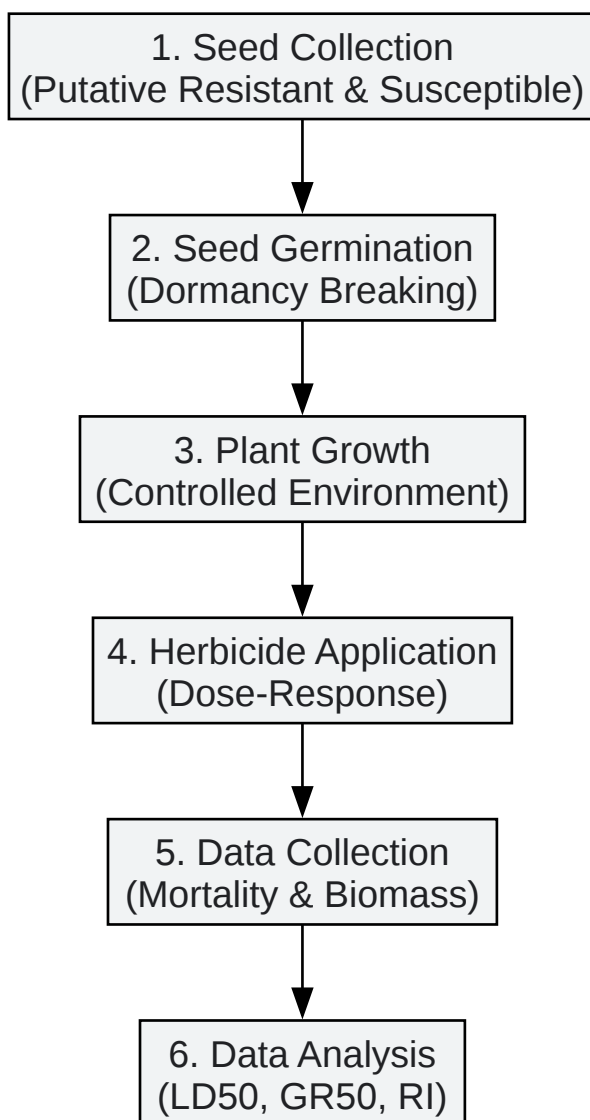 1. Seed Collection
(Putative Resistant & Susceptible)
2. Seed Germination
(Dormancy Breaking)
3. Plant Growth
(Controlled Environment)
4. Herbicide Application
(Dose-Response)
5. Data Collection
(Mortality & Biomass)
6. Data Analysis
(LD50, GR50, RI)